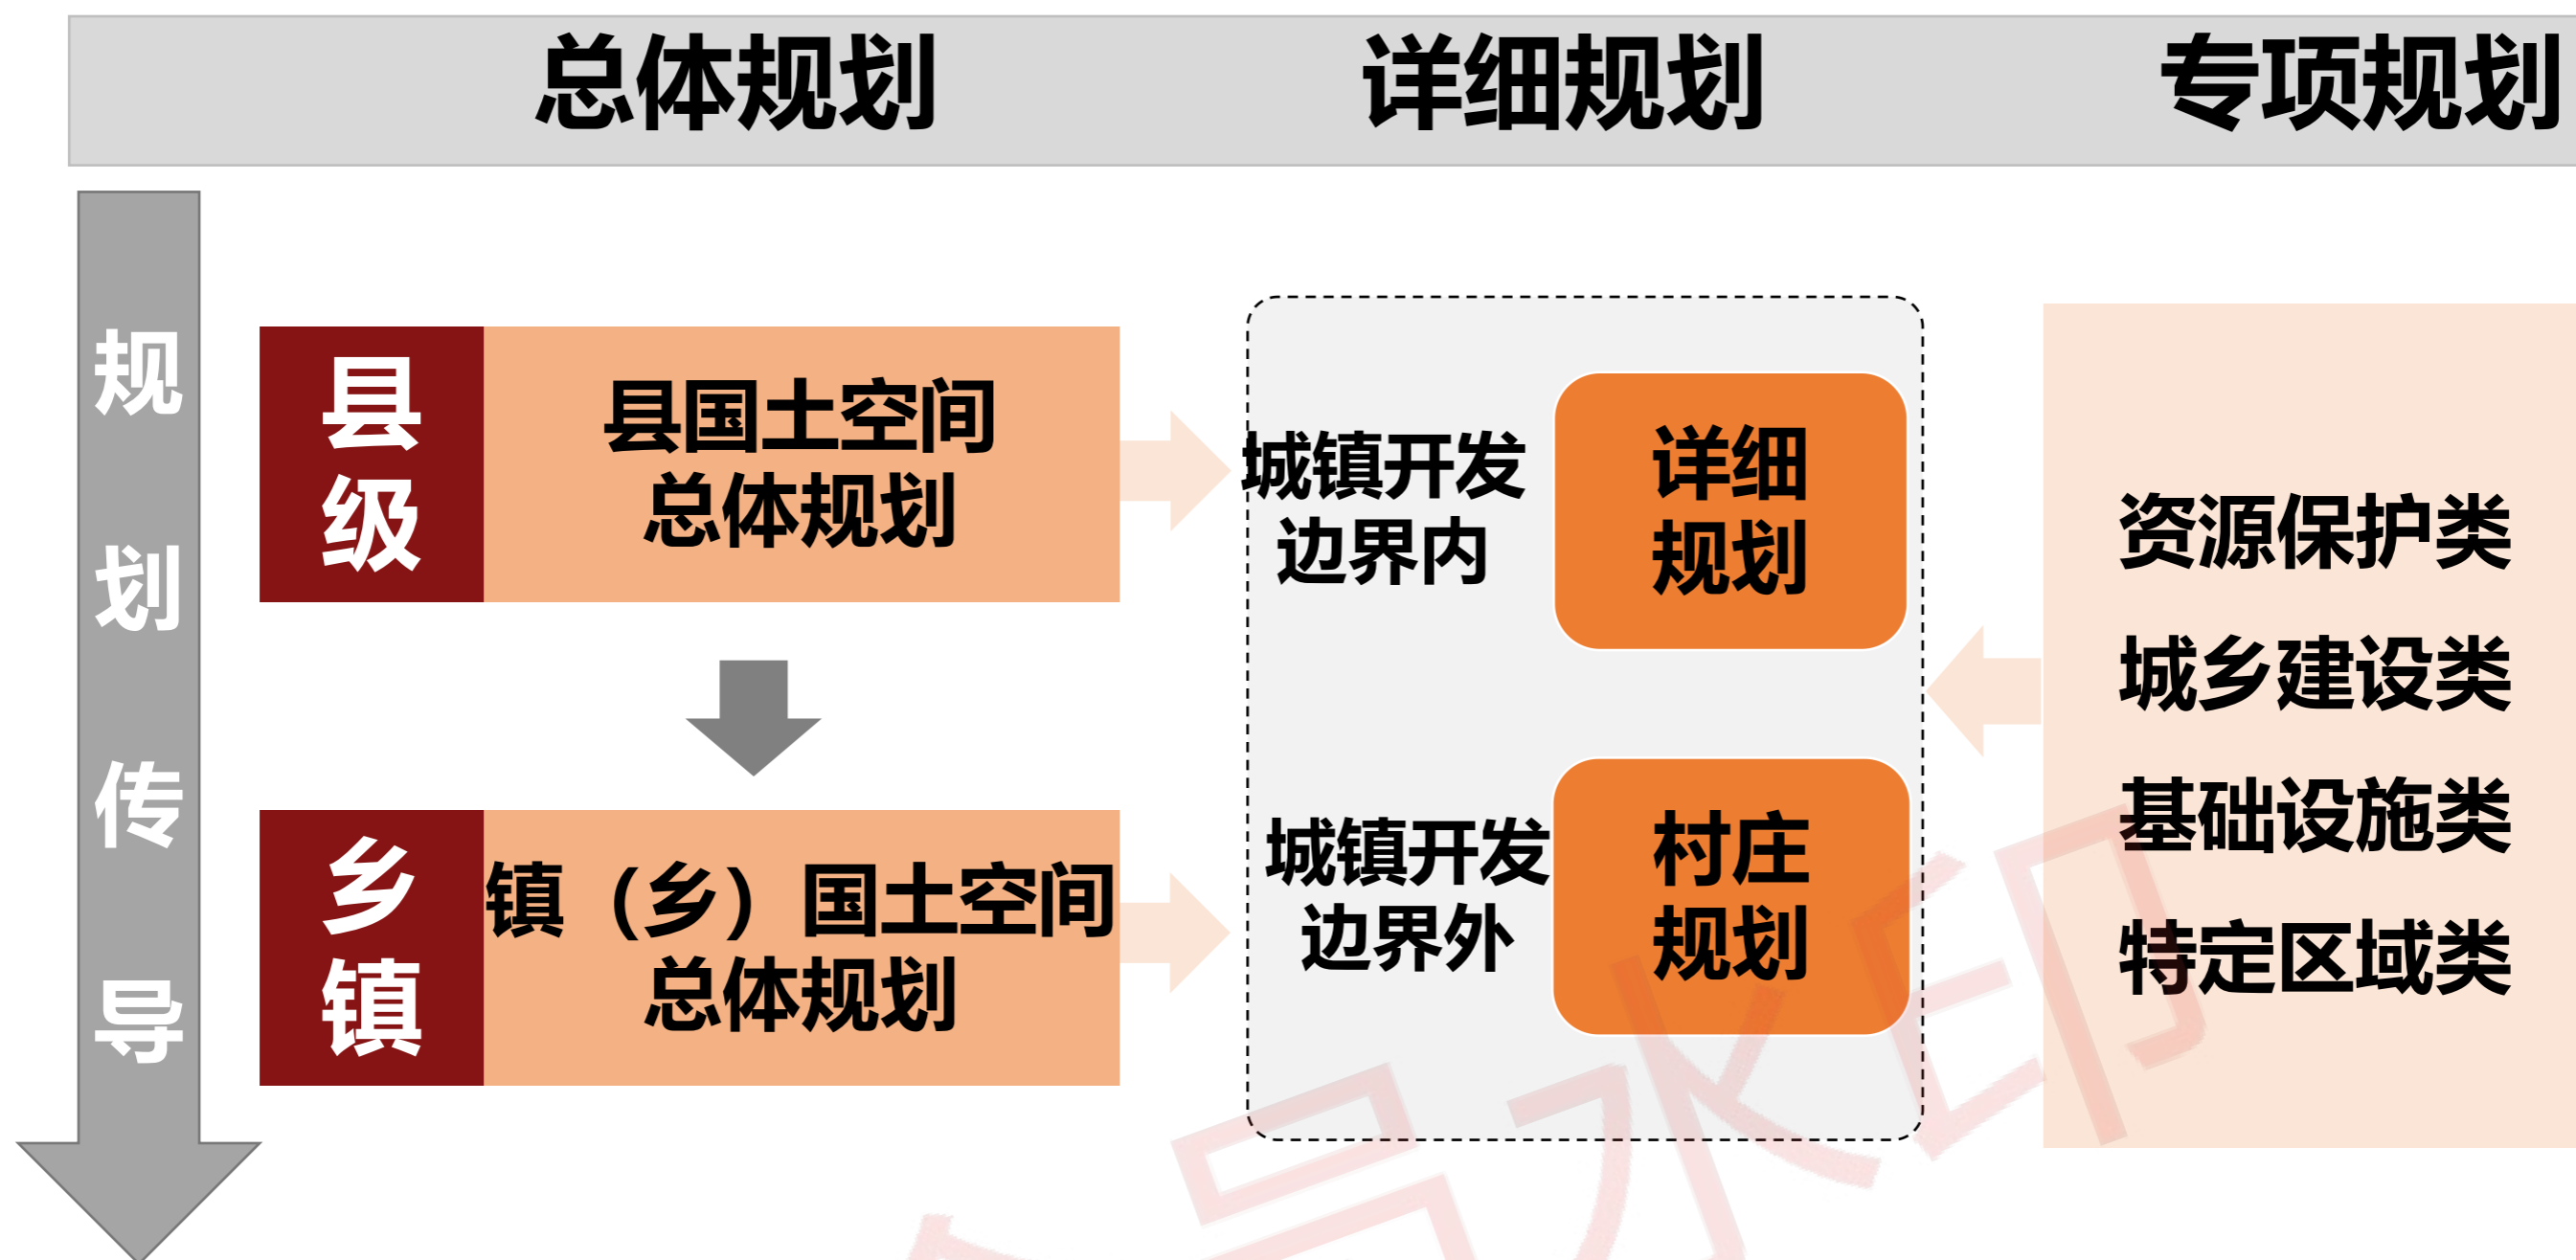 总体规划 详细规划 专项规划
规
划
传
导
县
级
县国土空间
总体规划
乡
镇
镇（乡）国土空间
总体规划
城镇开发
边界内
详细
规划
城镇开发
边界外
村庄
规划
资源保护类
城乡建设类
基础设施类
特定区域类
水印